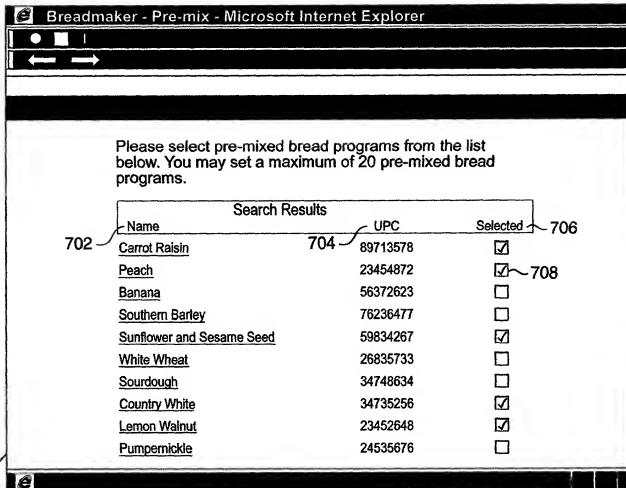 Breadmaker - Pre-mix - Microsoft Internet Explorer
Please select pre-mixed bread programs from the list
below. You may set a maximum of 20 pre-mixed bread
programs.
Search Results
702 Name 704 UPC Selected 706
Carrot Raisin 89713578
Peach 23454872 708
Banana 56372623
Southern Barley 76236477
Sunflower and Sesame Seed 59834267
White Wheat 26835733
Sourdough 34748634
Country White 34735256
Lemon Walnut 23452648
Pumpernickle 24535676